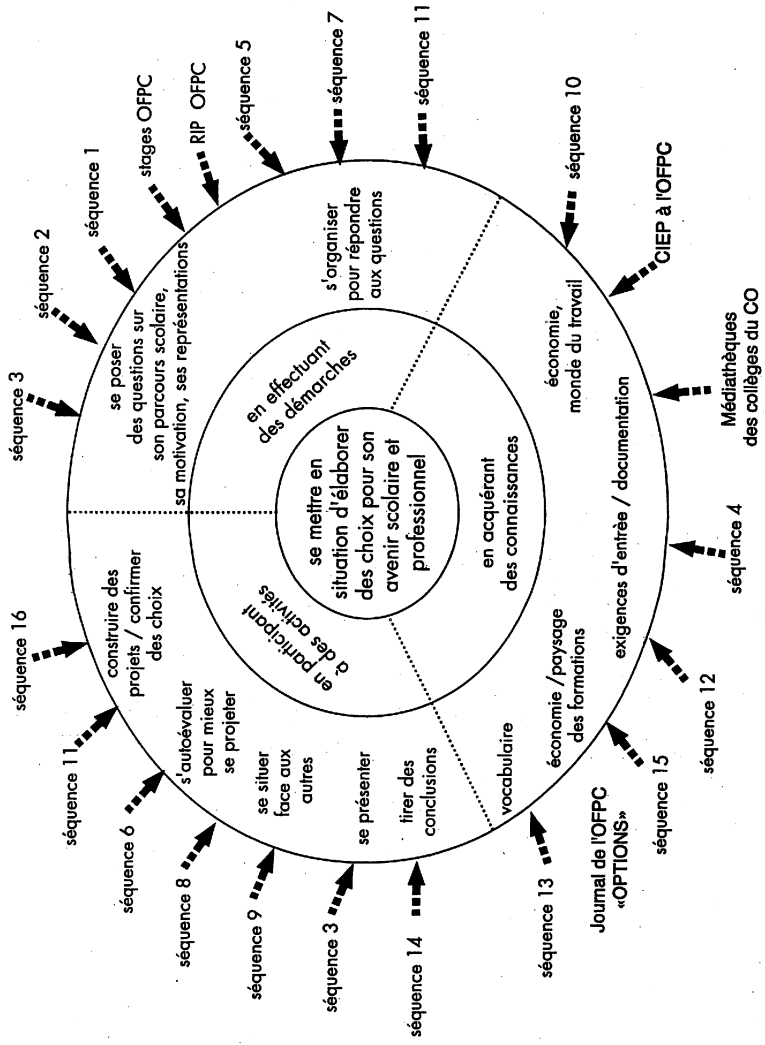 séquence 3
séquence 2
séquence 1
stages OFPC
RIP OFPC
séquence 5
séquence 7
séquence 11
séquence 10
CIEP à l'OFPC
Médiathèques
des collèges du CO
séquence 4
séquence 12
séquence 15
Journal de l'OFPC
«OPTIONS»
séquence 13
séquence 14
séquence 3
séquence 9
séquence 8
séquence 6
séquence 11
séquence 16
se poser
des questions sur
son parcours scolaire,
sa motivation, ses représentations
s'organiser
pour répondre
aux questions
économie,
monde du travail
exigences d'entrèe / documentation
économie /paysage
des formations
vocabulaire
tirer des
conclusions
se présenter
se situer
face aux
autres
s'autoévaluer
pour mieux
se projeter
construire des
projets / confirmer
des choix
en effectuant
des démarches
en acquérant
des connaissances
en participant
à des activités
se mettre en
situation d'élaborer
des choix pour son
avenir scolaire et
professionnel